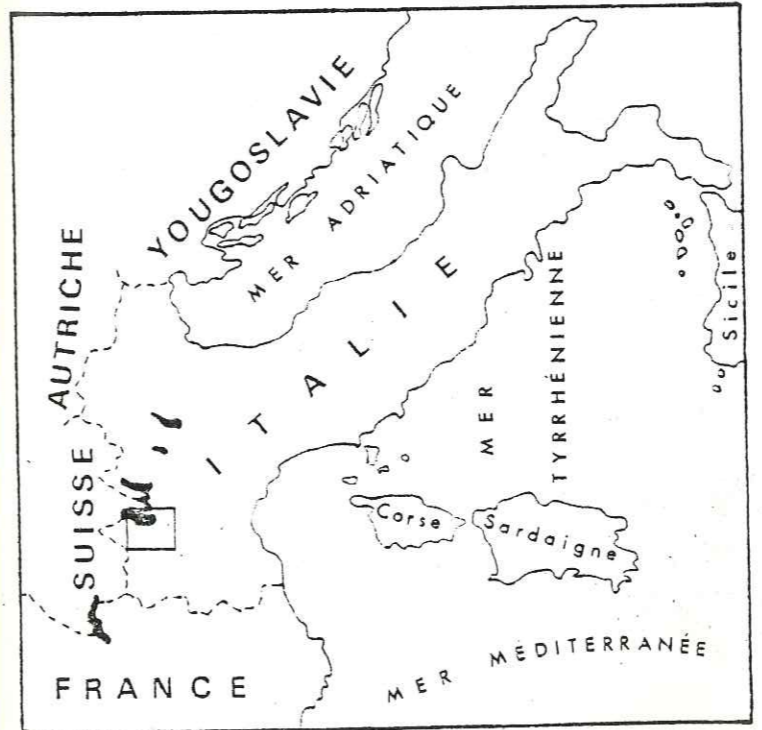 YOUGOSLAVIE
MER ADRIATIQUE
AUTRICHE
ITALIE
Sicile
MER TYRRHÉNIENNE
SUISSE
Corse
Sardaigne
MER MÉDITERRANÉE
FRANCE